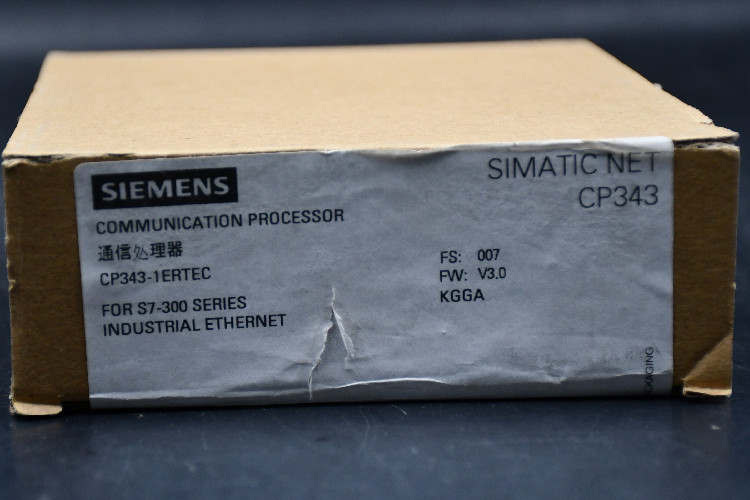 SIEMENS
SIMATIC NET
CP343
COMMUNICATION PROCESSOR
通信处理器
CP343-1ERTEC
FOR S7-300 SERIES
INDUSTRIAL ETHERNET
FS: 007
FW: V3.0
KGGA